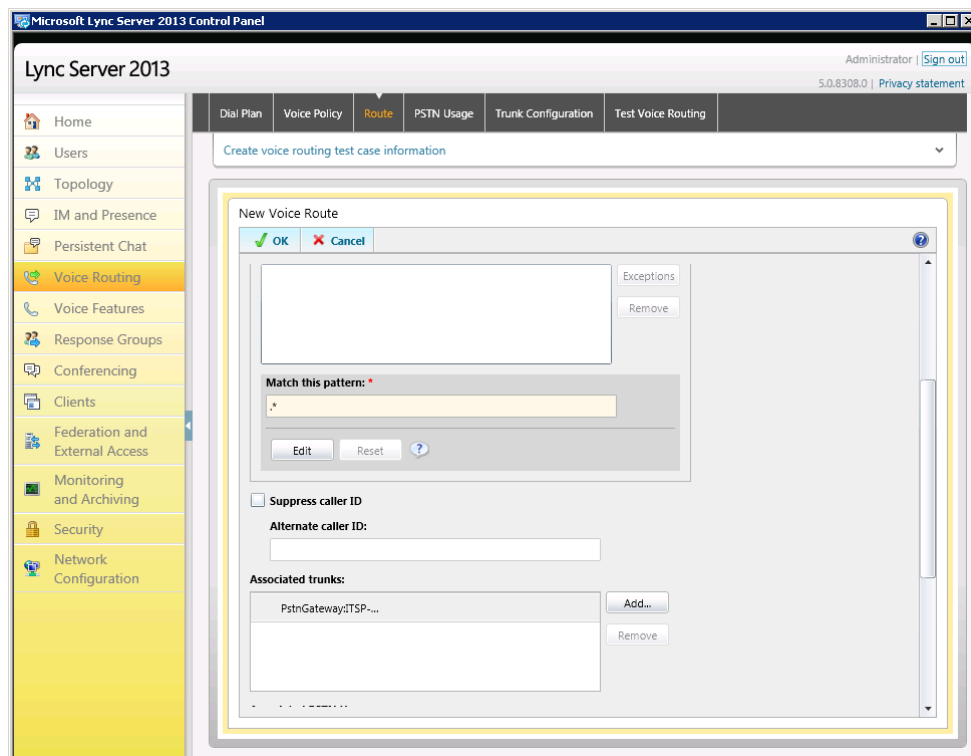 Microsoft Lync Server 2013 Control Panel
Lync Server 2013
Administrator | Sign out
5.0.8308.0 | Privacy statement
Home
Users
Topology
IM and Presence
Persistent Chat
Voice Routing
Voice Features
Response Groups
Conferencing
Clients
Federation and
External Access
Monitoring
and Archiving
Security
Network
Configuration
Dial Plan Voice Policy Route PSTN Usage Trunk Configuration Test Voice Routing
Create voice routing test case information
New Voice Route
OK Cancel
Exceptions
Remove
Match this pattern: *
.*
Edit Reset
Suppress caller ID
Alternate caller ID:
Associated trunks:
PstnGateway:ITSP-...
Add...
Remove